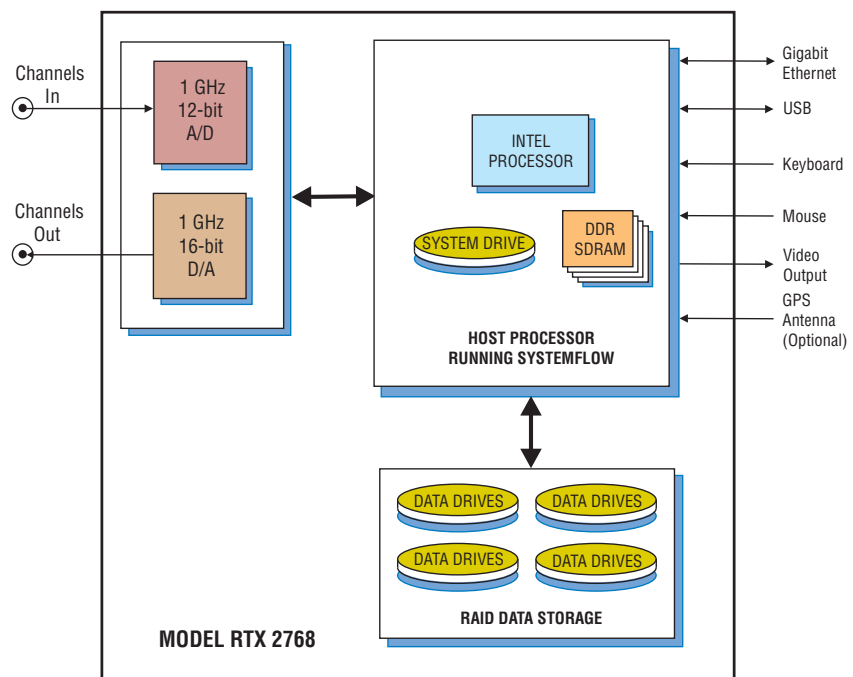 Channels
In
1 GHz
12-bit
A/D
Channels
Out
1 GHz
16-bit
D/A
INTEL
PROCESSOR
SYSTEM DRIVE
DDR
SDRAM
HOST PROCESSOR
RUNNING SYSTEMFLOW
Gigabit
Ethernet
USB
Keyboard
Mouse
Video
Output
GPS
Antenna
(Optional)
DATA DRIVES
DATA DRIVES
DATA DRIVES
DATA DRIVES
RAID DATA STORAGE
MODEL RTX 2768